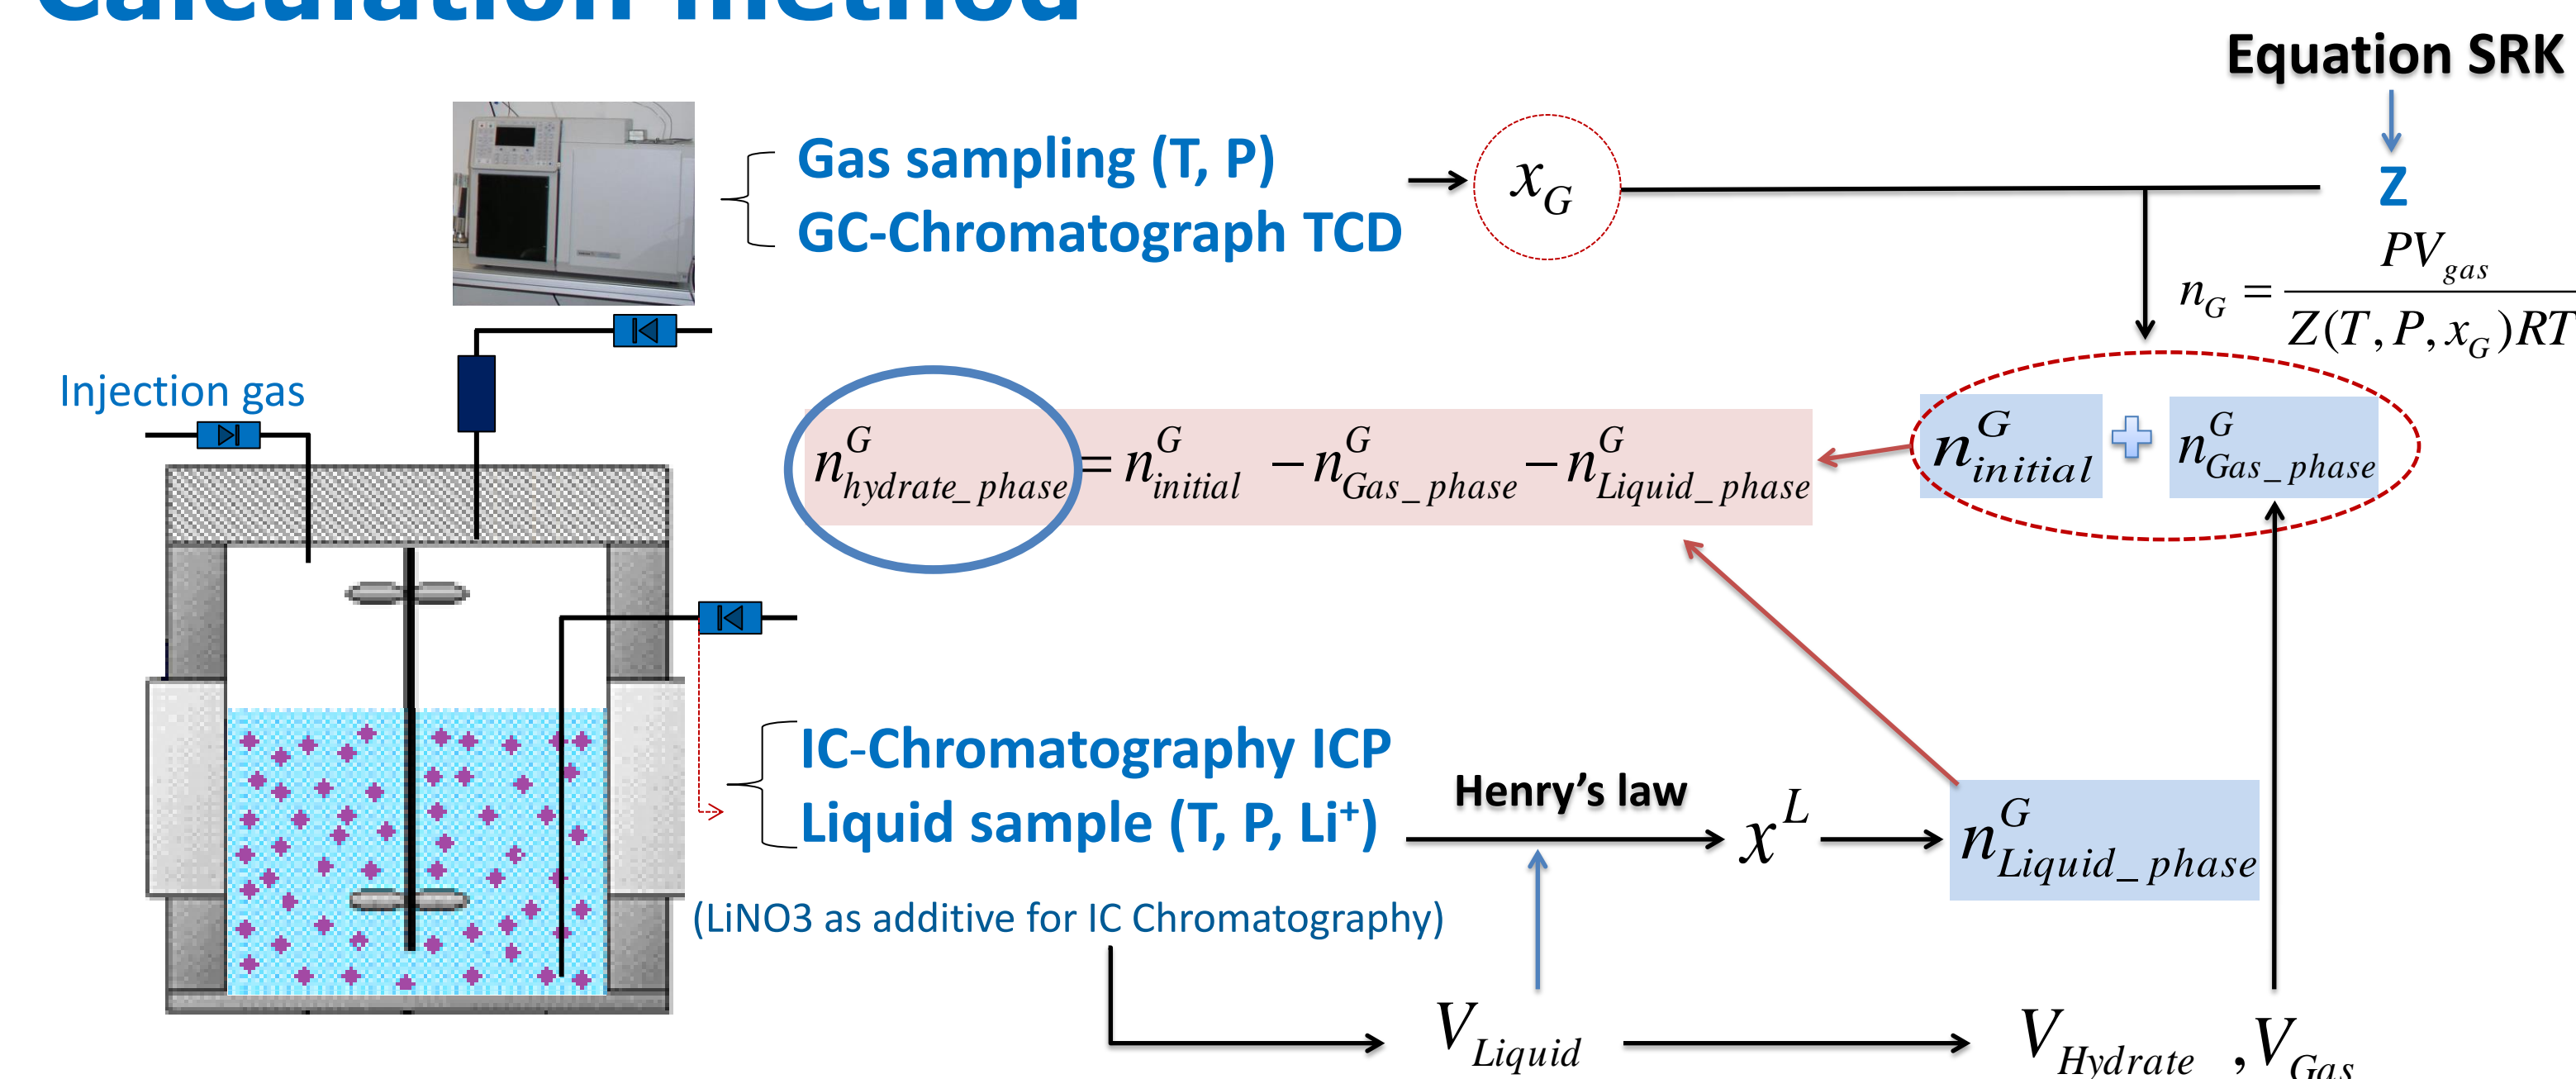 Calculation method
Equation SRK
Gas sampling (T, P)
GC-Chromatograph TCD
x_G
Z
n_G = PV_gas / Z(T, P, x_G)RT
Injection gas
n^G_hydrate_phase = n^G_initial − n^G_Gas_phase − n^G_Liquid_phase
n^G_initial + n^G_Gas_phase
IC-Chromatography ICP
Liquid sample (T, P, Li⁺)
Henry’s law
x^L
n^G_Liquid_phase
(LiNO3 as additive for IC Chromatography)
V_Liquid
V_Hydrate , V_Gas